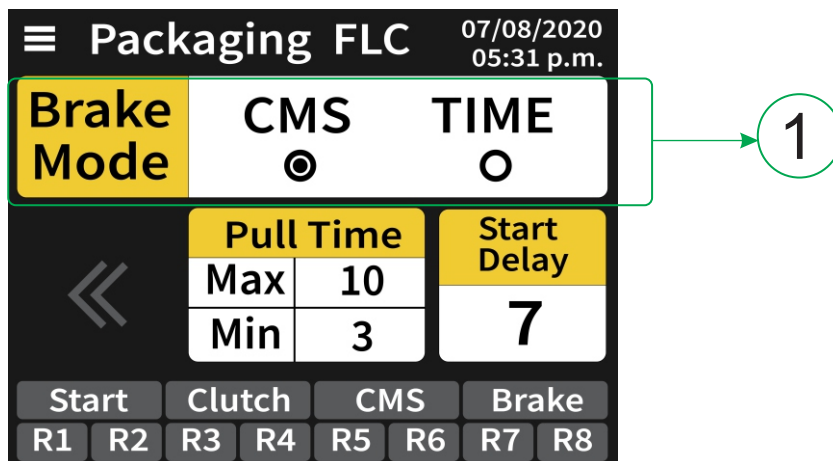 ☰ Packaging FLC 07/08/2020
05:31 p.m.
Brake Mode CMS TIME
1
Pull Time
Max 10
Min 3
Start Delay
7
Start Clutch CMS Brake
R1 R2 R3 R4 R5 R6 R7 R8